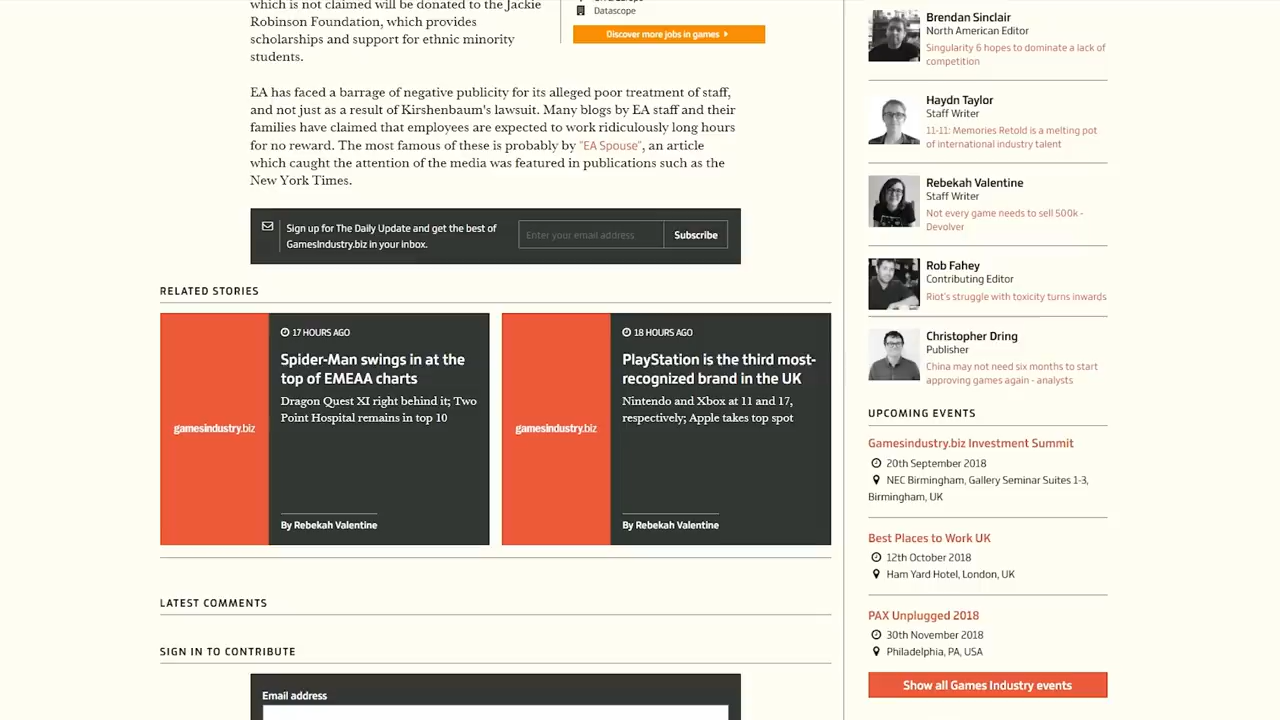 which is not claimed will be donated to the Jackie
Robinson Foundation, which provides
scholarships and support for ethnic minority
students.
EA has faced a barrage of negative publicity for its alleged poor treatment of staff,
and not just as a result of Kirshenbaum's lawsuit. Many blogs by EA staff and their
families have claimed that employees are expected to work ridiculously long hours
for no reward. The most famous of these is probably by "EA Spouse", an article
which caught the attention of the media was featured in publications such as the
New York Times.
Datascope
Discover more jobs in games
Sign up for The Daily Update and get the best of
GamesIndustry.biz in your inbox.
Enter your email address
Subscribe
RELATED STORIES
gamesindustry.biz
17 HOURS AGO
Spider-Man swings in at the
top of EMEAA charts
Dragon Quest XI right behind it; Two
Point Hospital remains in top 10
By Rebekah Valentine
gamesindustry.biz
18 HOURS AGO
PlayStation is the third most-
recognized brand in the UK
Nintendo and Xbox at 11 and 17,
respectively; Apple takes top spot
By Rebekah Valentine
LATEST COMMENTS
SIGN IN TO CONTRIBUTE
Email address
Brendan Sinclair
North American Editor
Singularity 6 hopes to dominate a lack of
competition
Haydn Taylor
Staff Writer
11-11: Memories Retold is a melting pot
of international industry talent
Rebekah Valentine
Staff Writer
Not every game needs to sell 500k -
Devolver
Rob Fahey
Contributing Editor
Riot's struggle with toxicity turns inwards
Christopher Dring
Publisher
China may not need six months to start
approving games again - analysts
UPCOMING EVENTS
Gamesindustry.biz Investment Summit
20th September 2018
NEC Birmingham, Gallery Seminar Suites 1-3,
Birmingham, UK
Best Places to Work UK
12th October 2018
Ham Yard Hotel, London, UK
PAX Unplugged 2018
30th November 2018
Philadelphia, PA, USA
Show all Games Industry events